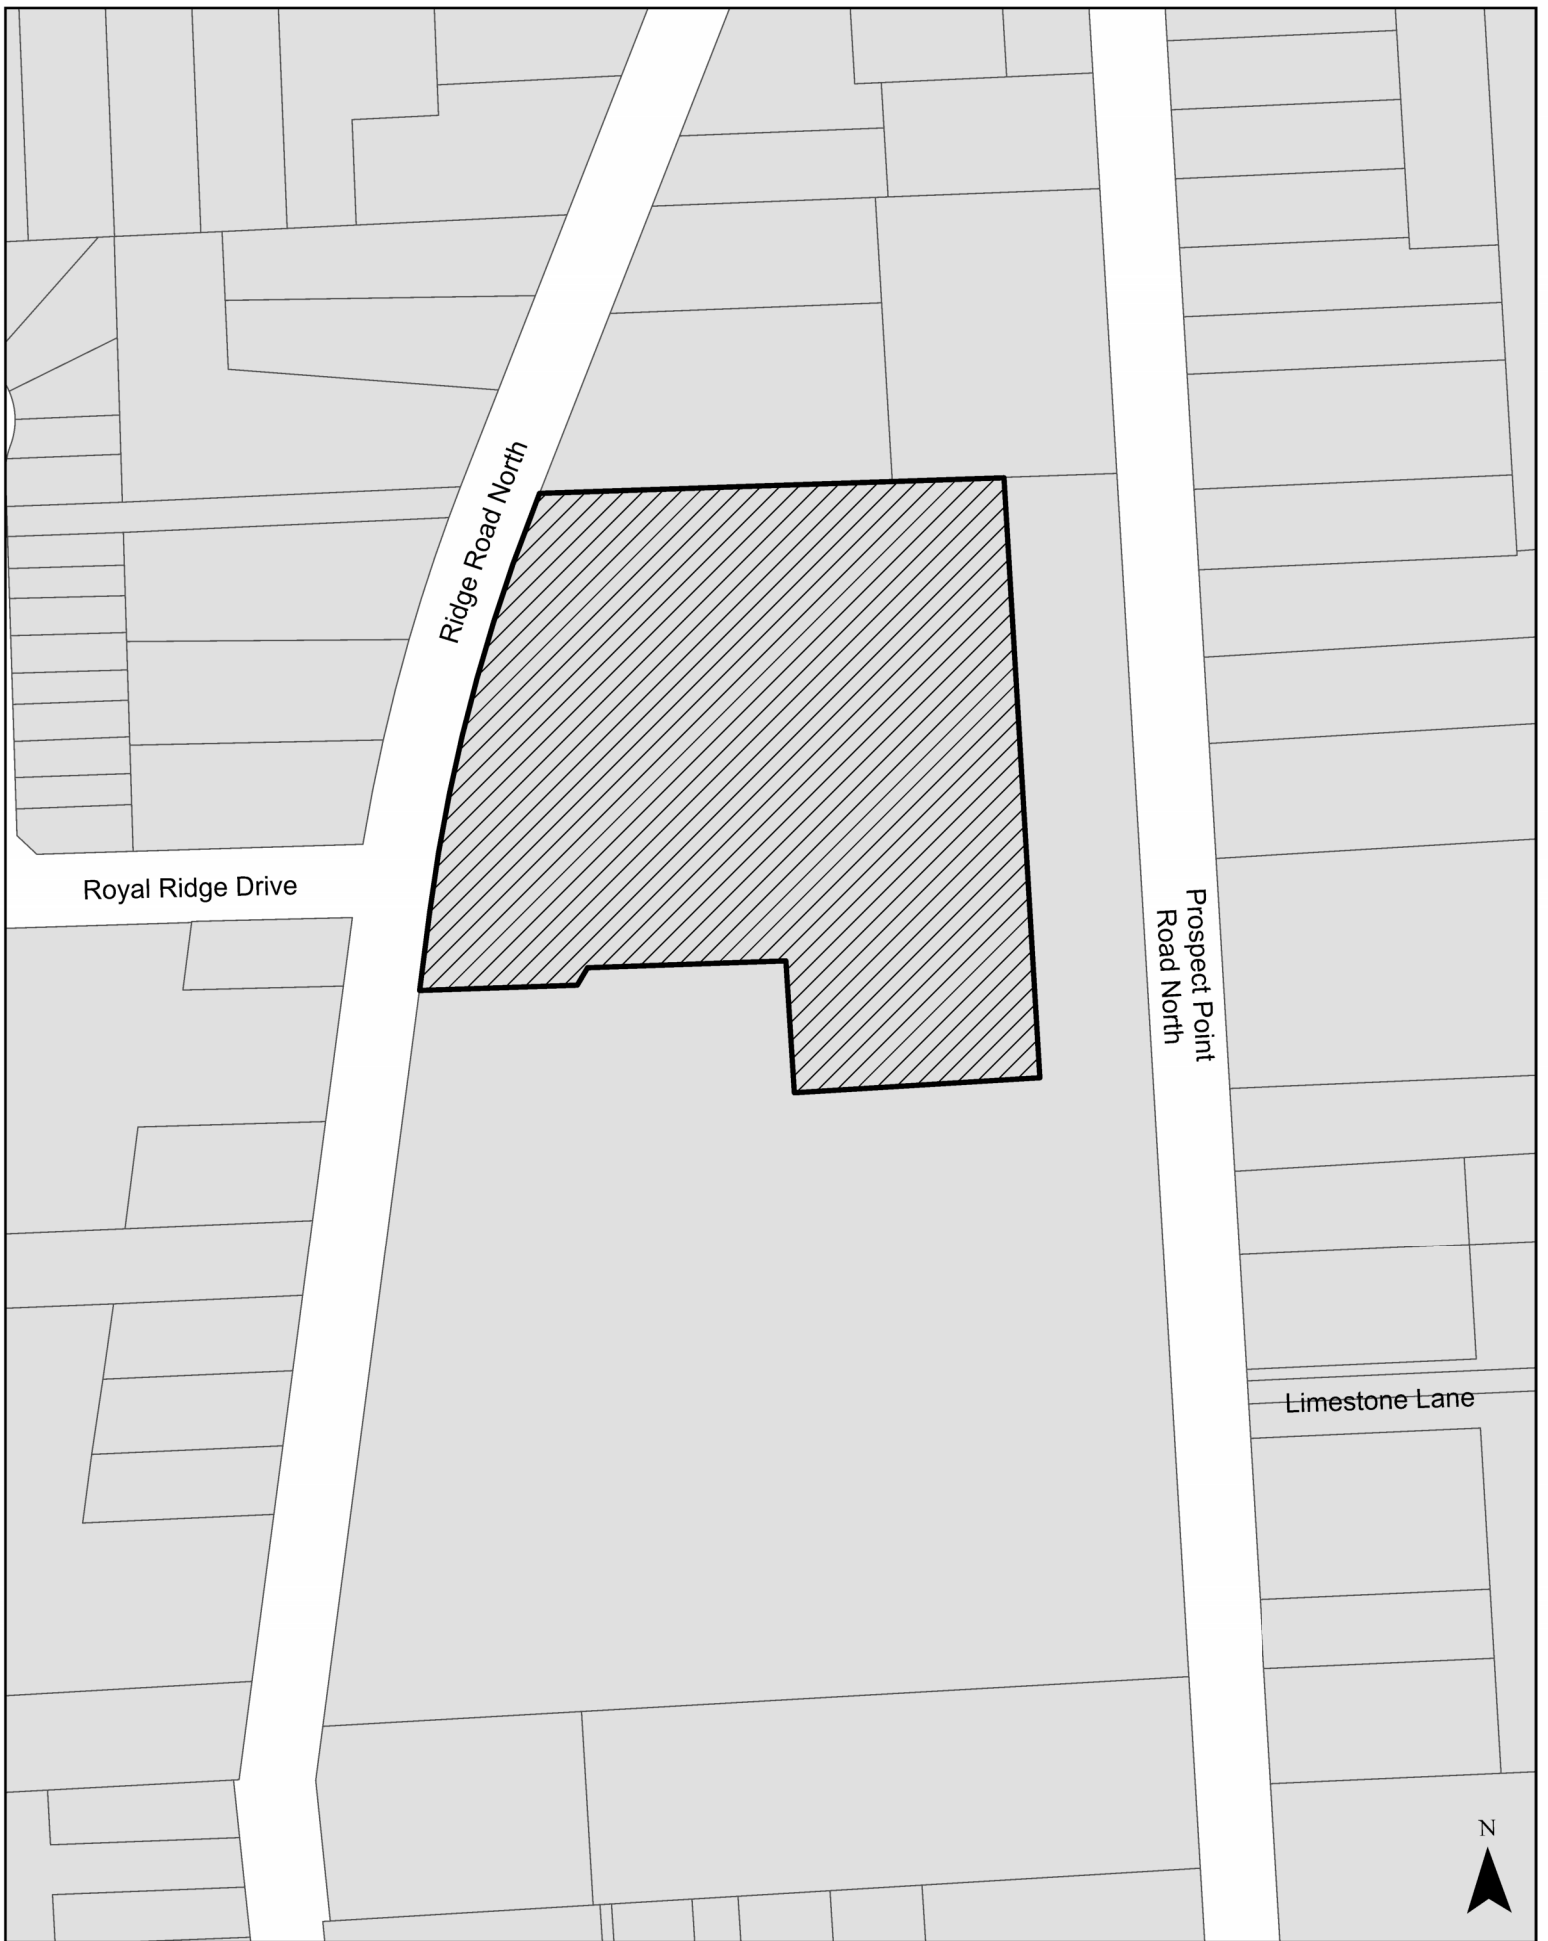 Ridge Road North
Royal Ridge Drive
Prospect Point
Road North
Limestone Lane
N